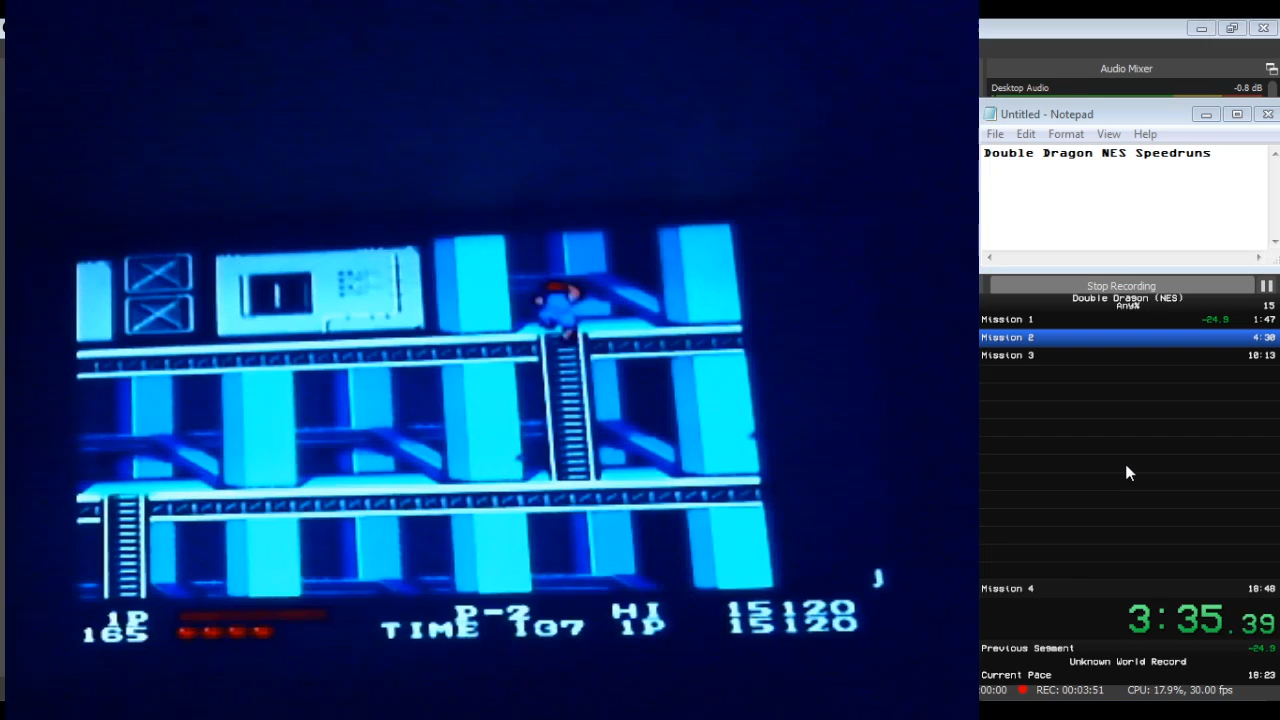 Audio Mixer
Desktop Audio
-0.8 dB
Untitled - Notepad
File Edit Format View Help
Double Dragon NES Speedruns
Stop Recording
Double Dragon (NES)
Any%
15
Mission 1 -24.9 1:47
Mission 2 4:30
Mission 3 10:13
Mission 4 18:48
3:35.39
Previous Segment -24.9
Unknown World Record
Current Pace 18:23
:00:00 REC: 00:03:51 CPU: 17.9%, 30.00 fps
1P P-2 HI 15120
165 TIME 107 1P 15120